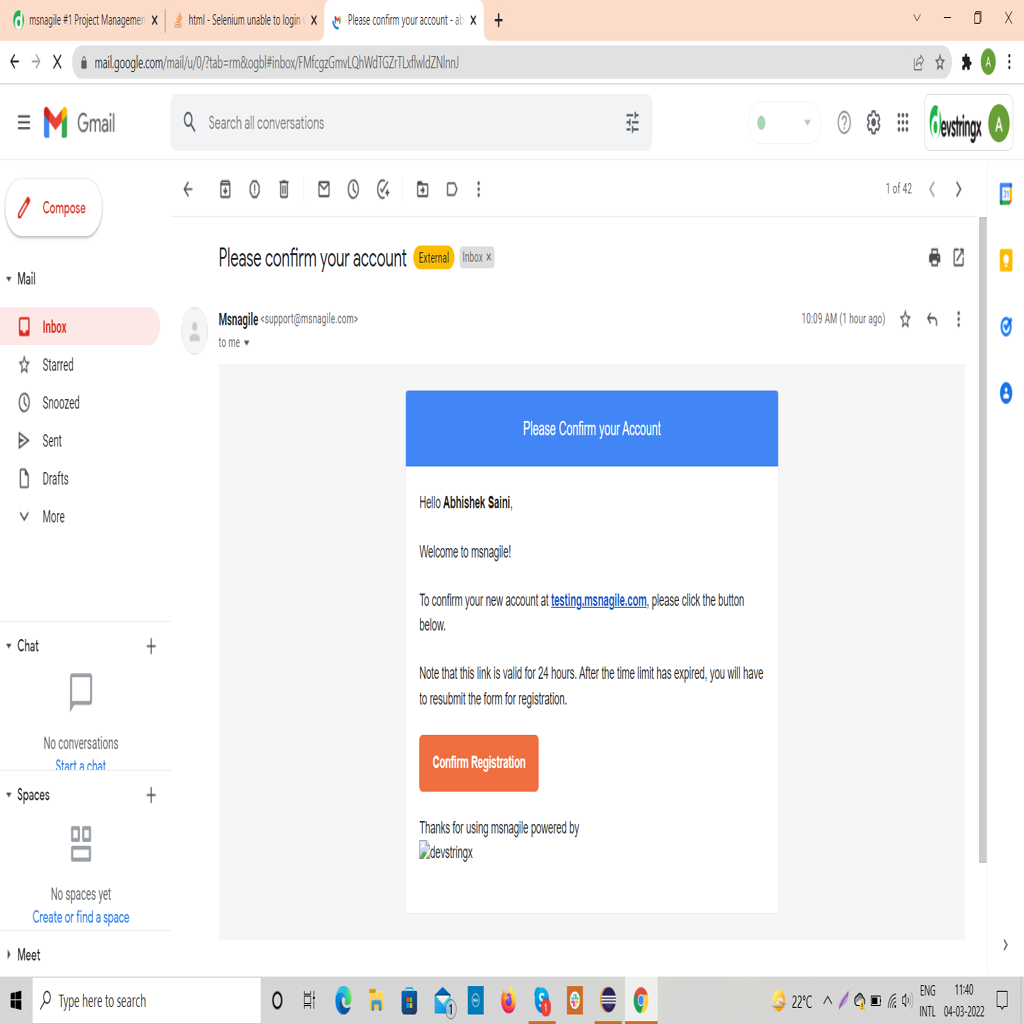 msnagile #1 Project Managemen
html - Selenium unable to login
Please confirm your account - ab
mail.google.com/mail/u/0/?tab=rm&ogbl#inbox/FMfcgzGmvLQhWdTGZrTLxflwldZNlnnJ
A
Gmail
Search all conversations
devstringx
A
Compose
1 of 42
Please confirm your account
External
Inbox x
Mail
Inbox
Starred
Snoozed
Sent
Drafts
More
Msnagile <support@msnagile.com>
10:09 AM (1 hour ago)
to me
Please Confirm your Account
Hello Abhishek Saini,
Welcome to msnagile!
To confirm your new account at testing.msnagile.com, please click the button
below.
Note that this link is valid for 24 hours. After the time limit has expired, you will have
to resubmit the form for registration.
Confirm Registration
Thanks for using msnagile powered by
devstringx
Chat
No conversations
Start a chat
Spaces
No spaces yet
Create or find a space
Meet
Type here to search
1
1
22°C
ENG
INTL
11:40
04-03-2022